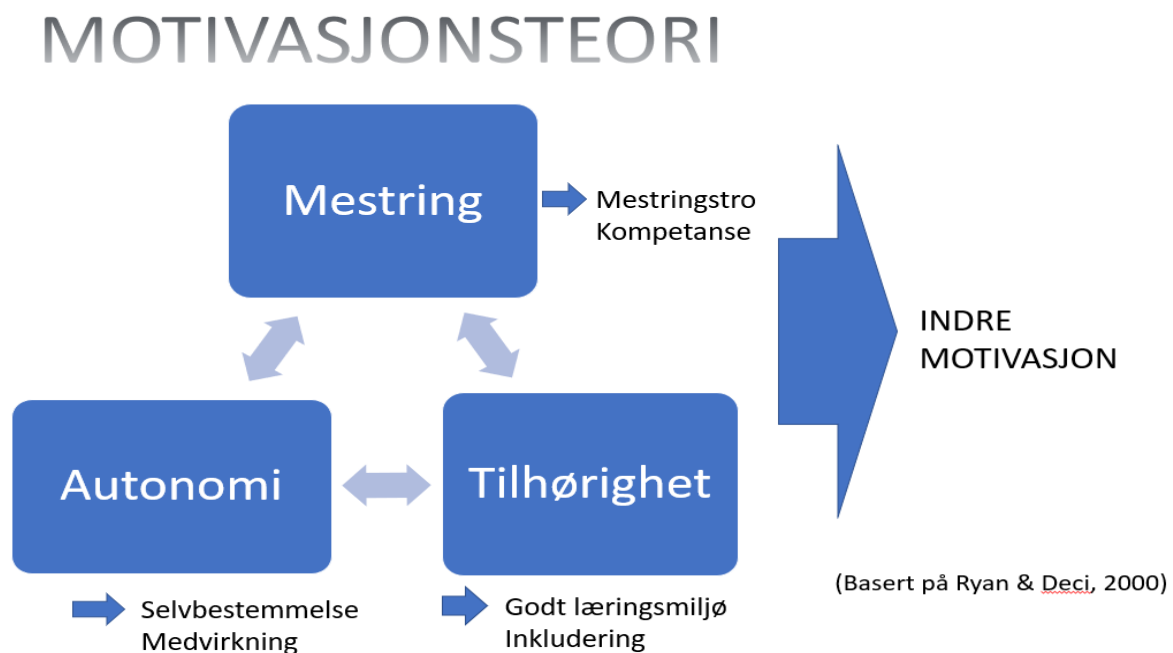 MOTIVASJONSTEORI
Mestring
Mestringstro
Kompetanse
INDRE
MOTIVASJON
Autonomi
Tilhørighet
Selvbestemmelse
Medvirkning
Godt læringsmiljø
Inkludering
(Basert på Ryan & Deci, 2000)